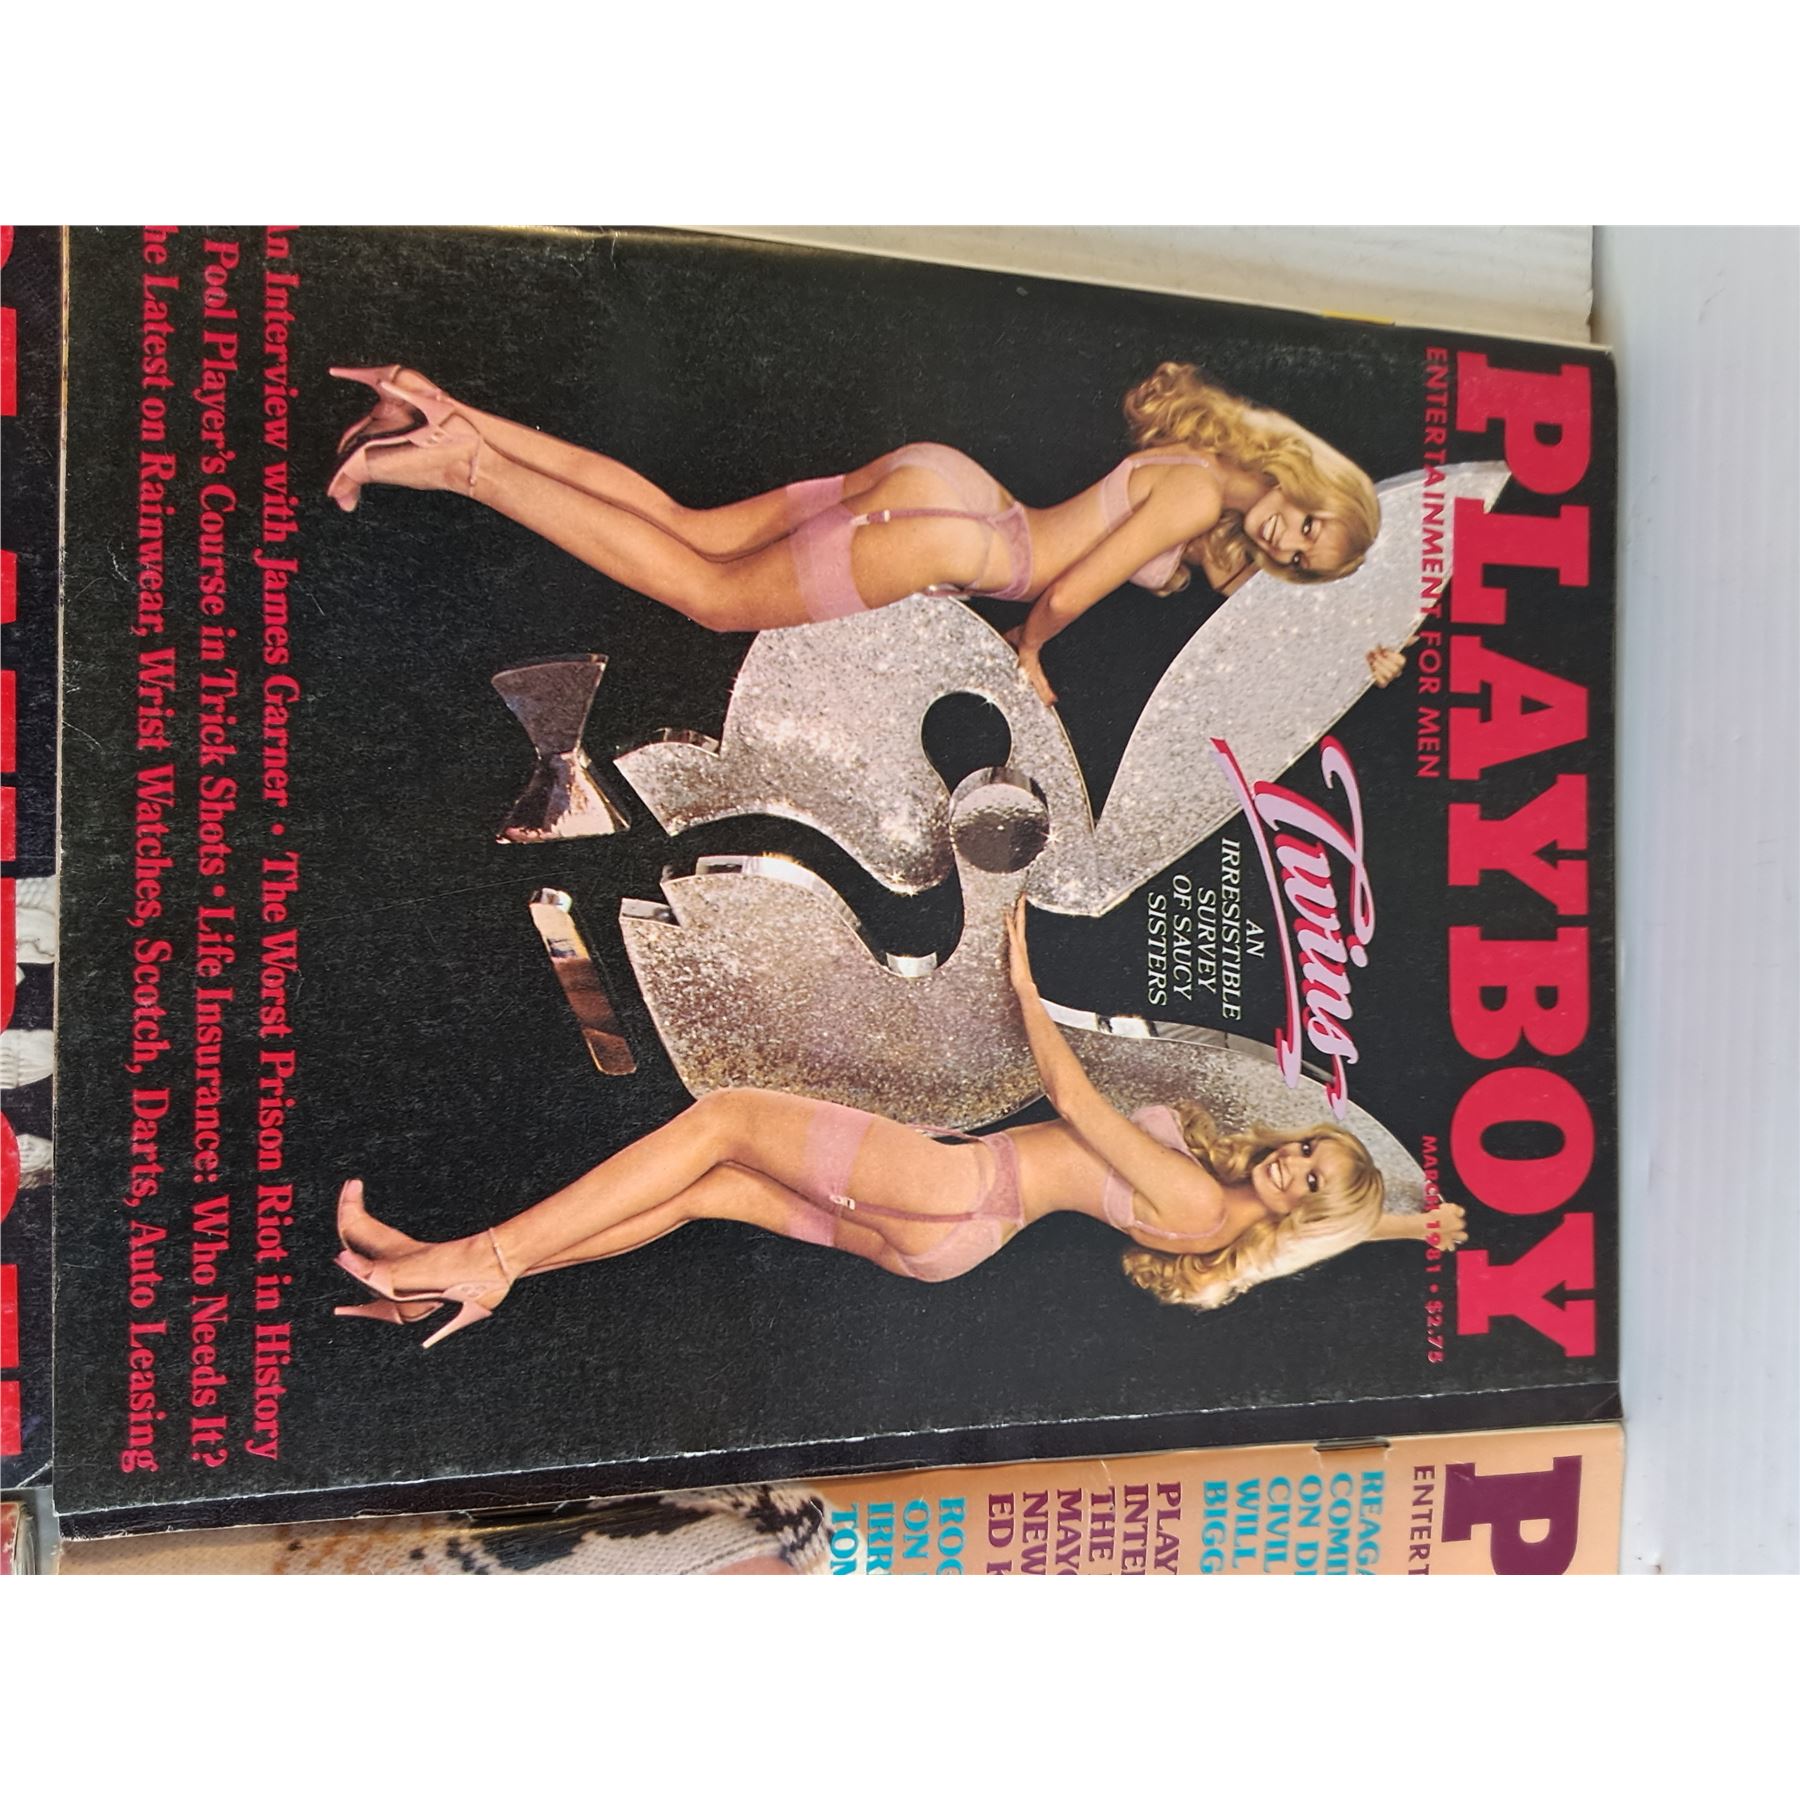 PLAYBOY
ENTERTAINMENT FOR MEN
MARCH 1981 • $2.75
Twins
AN
IRRESISTIBLE
SURVEY
OF SAUCY
SISTERS
An Interview with James Garner • The Worst Prison Riot in History
Pool Player's Course in Trick Shots • Life Insurance: Who Needs It?
he Latest on Rainwear, Wrist Watches, Scotch, Darts, Auto Leasing
P
ENTERT
REAGA
COMI
ON D
CIVIL
WILL
BIGG
PLAY
INTE
THE
MAYO
NEW
ED K
ROG
ON
IRR
TOM